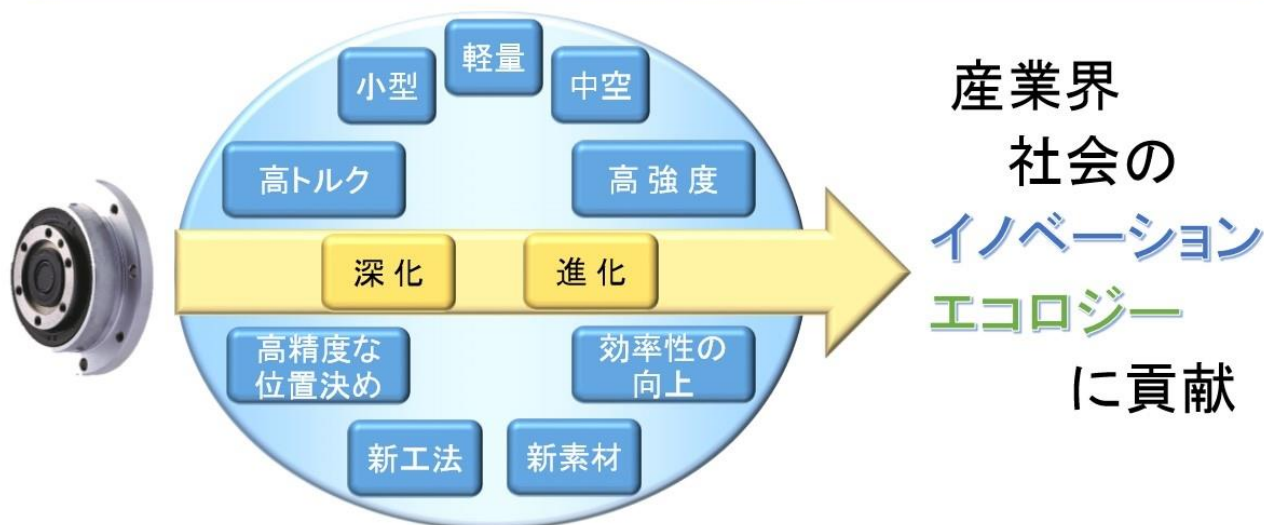 軽量
小型
中空
高トルク
高強度
深化
進化
高精度な
位置決め
効率性の
向上
新工法
新素材
産業界
社会の
イノベーション
エコロジー
に貢献